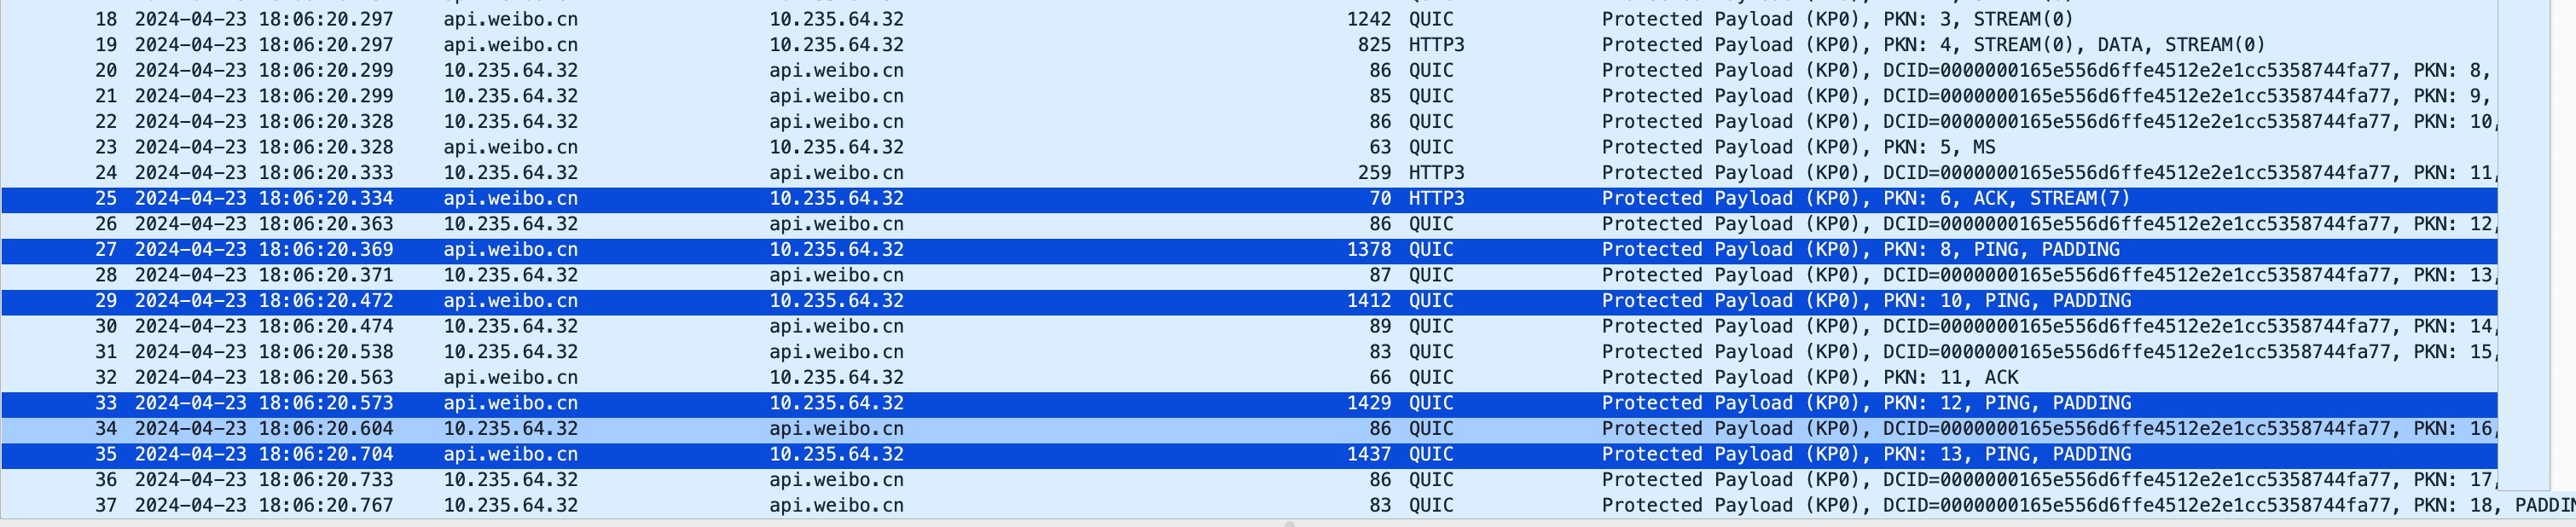 18 2024-04-23 18:06:20.297 api.weibo.cn 10.235.64.32 1242 QUIC Protected Payload (KP0), PKN: 3, STREAM(0)
19 2024-04-23 18:06:20.297 api.weibo.cn 10.235.64.32 825 HTTP3 Protected Payload (KP0), PKN: 4, STREAM(0), DATA, STREAM(0)
20 2024-04-23 18:06:20.299 10.235.64.32 api.weibo.cn 86 QUIC Protected Payload (KP0), DCID=0000000165e556d6ffe4512e2e1cc5358744fa77, PKN: 8,
21 2024-04-23 18:06:20.299 10.235.64.32 api.weibo.cn 85 QUIC Protected Payload (KP0), DCID=0000000165e556d6ffe4512e2e1cc5358744fa77, PKN: 9,
22 2024-04-23 18:06:20.328 10.235.64.32 api.weibo.cn 86 QUIC Protected Payload (KP0), DCID=0000000165e556d6ffe4512e2e1cc5358744fa77, PKN: 10,
23 2024-04-23 18:06:20.328 api.weibo.cn 10.235.64.32 63 QUIC Protected Payload (KP0), PKN: 5, MS
24 2024-04-23 18:06:20.333 10.235.64.32 api.weibo.cn 259 HTTP3 Protected Payload (KP0), DCID=0000000165e556d6ffe4512e2e1cc5358744fa77, PKN: 11,
25 2024-04-23 18:06:20.334 api.weibo.cn 10.235.64.32 70 HTTP3 Protected Payload (KP0), PKN: 6, ACK, STREAM(7)
26 2024-04-23 18:06:20.363 10.235.64.32 api.weibo.cn 86 QUIC Protected Payload (KP0), DCID=0000000165e556d6ffe4512e2e1cc5358744fa77, PKN: 12,
27 2024-04-23 18:06:20.369 api.weibo.cn 10.235.64.32 1378 QUIC Protected Payload (KP0), PKN: 8, PING, PADDING
28 2024-04-23 18:06:20.371 10.235.64.32 api.weibo.cn 87 QUIC Protected Payload (KP0), DCID=0000000165e556d6ffe4512e2e1cc5358744fa77, PKN: 13,
29 2024-04-23 18:06:20.472 api.weibo.cn 10.235.64.32 1412 QUIC Protected Payload (KP0), PKN: 10, PING, PADDING
30 2024-04-23 18:06:20.474 10.235.64.32 api.weibo.cn 89 QUIC Protected Payload (KP0), DCID=0000000165e556d6ffe4512e2e1cc5358744fa77, PKN: 14,
31 2024-04-23 18:06:20.538 10.235.64.32 api.weibo.cn 83 QUIC Protected Payload (KP0), DCID=0000000165e556d6ffe4512e2e1cc5358744fa77, PKN: 15,
32 2024-04-23 18:06:20.563 api.weibo.cn 10.235.64.32 66 QUIC Protected Payload (KP0), PKN: 11, ACK
33 2024-04-23 18:06:20.573 api.weibo.cn 10.235.64.32 1429 QUIC Protected Payload (KP0), PKN: 12, PING, PADDING
34 2024-04-23 18:06:20.604 10.235.64.32 api.weibo.cn 86 QUIC Protected Payload (KP0), DCID=0000000165e556d6ffe4512e2e1cc5358744fa77, PKN: 16,
35 2024-04-23 18:06:20.704 api.weibo.cn 10.235.64.32 1437 QUIC Protected Payload (KP0), PKN: 13, PING, PADDING
36 2024-04-23 18:06:20.733 10.235.64.32 api.weibo.cn 86 QUIC Protected Payload (KP0), DCID=0000000165e556d6ffe4512e2e1cc5358744fa77, PKN: 17,
37 2024-04-23 18:06:20.767 10.235.64.32 api.weibo.cn 83 QUIC Protected Payload (KP0), DCID=0000000165e556d6ffe4512e2e1cc5358744fa77, PKN: 18,